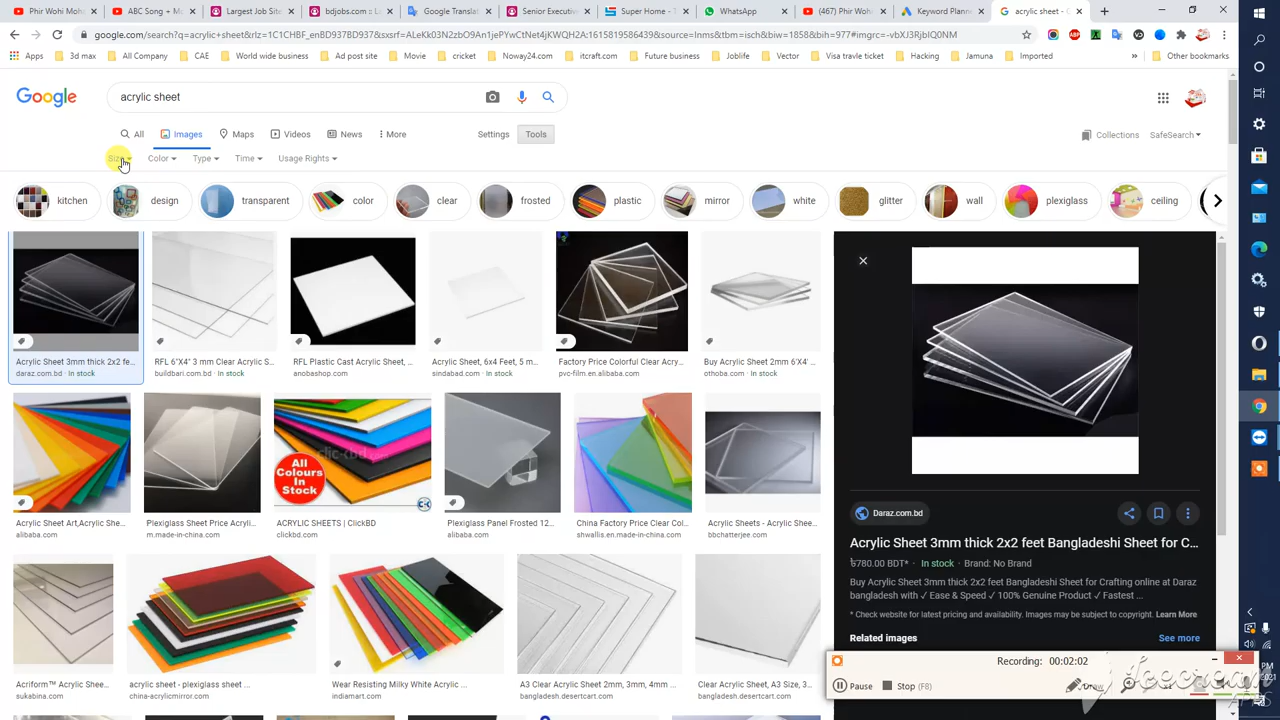 Phir Wohi Moh
ABC Song + Mo
Largest Job Site
bdjobs.com = L
Google Translat
Senior Executive
Super Home - T
WhatsApp
(467) Phir Woh
Keyword Planne
acrylic sheet - G
google.com/search?q=acrylic+sheet&rlz=1C1CHBF_enBD937BD937&sxsrf=ALeKk03N2zbO9An1jePYwCtNet4jKWQH2A:1615819586439&source=lnms&tbm=isch&biw=1858&bih=977#imgrc=-vbXJ3RjblQ0NM
Apps 3d max All Company CAE World wide business Ad post site Movie cricket Noway24.com itcraft.com Future business Joblife Vector Visa travle ticket Hacking Jamuna Imported Other bookmarks
Google
acrylic sheet
All Images Maps Videos News More Settings Tools
Collections SafeSearch
Size Color Type Time Usage Rights
kitchen design transparent color clear frosted plastic mirror white glitter wall plexiglass ceiling
Acrylic Sheet 3mm thick 2x2 fe...
daraz.com.bd · In stock
RFL 6"X4" 3 mm Clear Acrylic S...
buildbari.com.bd · In stock
RFL Plastic Cast Acrylic Sheet, ...
anobashop.com
Acrylic Sheet, 6x4 Feet, 5 m...
sindabad.com · In stock
Factory Price Colorful Clear Acry...
pvc-film.en.alibaba.com
Buy Acrylic Sheet 2mm 6'X4' ...
othoba.com · In stock
clic-kbd.com
All
Colours
In
Stock
Acrylic Sheet Art,Acrylic She...
alibaba.com
Plexiglass Sheet Price Acryli...
m.made-in-china.com
ACRYLIC SHEETS | ClickBD
clickbd.com
Plexiglass Panel Frosted 12...
alibaba.com
China Factory Price Clear Col...
shwallis.en.made-in-china.com
Acrylic Sheets - Acrylic Shee...
bbchatterjee.com
Acriform™ Acrylic Shee...
sukabina.com
acrylic sheet - plexiglass sheet ...
china-acrylicmirror.com
Wear Resisting Milky White Acrylic ...
indiamart.com
A3 Clear Acrylic Sheet 2mm, 3mm, 4mm ...
bangladesh.desertcart.com
Clear Acrylic Sheet, A3 Size, 3...
bangladesh.desertcart.com
Daraz.com.bd
Acrylic Sheet 3mm thick 2x2 feet Bangladeshi Sheet for C...
৳780.00 BDT* · In stock · Brand: No Brand
Buy Acrylic Sheet 3mm thick 2x2 feet Bangladeshi Sheet for Crafting online at Daraz
bangladesh with ✓ Ease & Speed ✓ 100% Genuine Product ✓ Fastest ...
* Check website for latest pricing and availability. Images may be subject to copyright. Learn More
Related images See more
Recording: 00:02:02
Pause Stop (F8) Draw
icecream
APPS
PM
2021